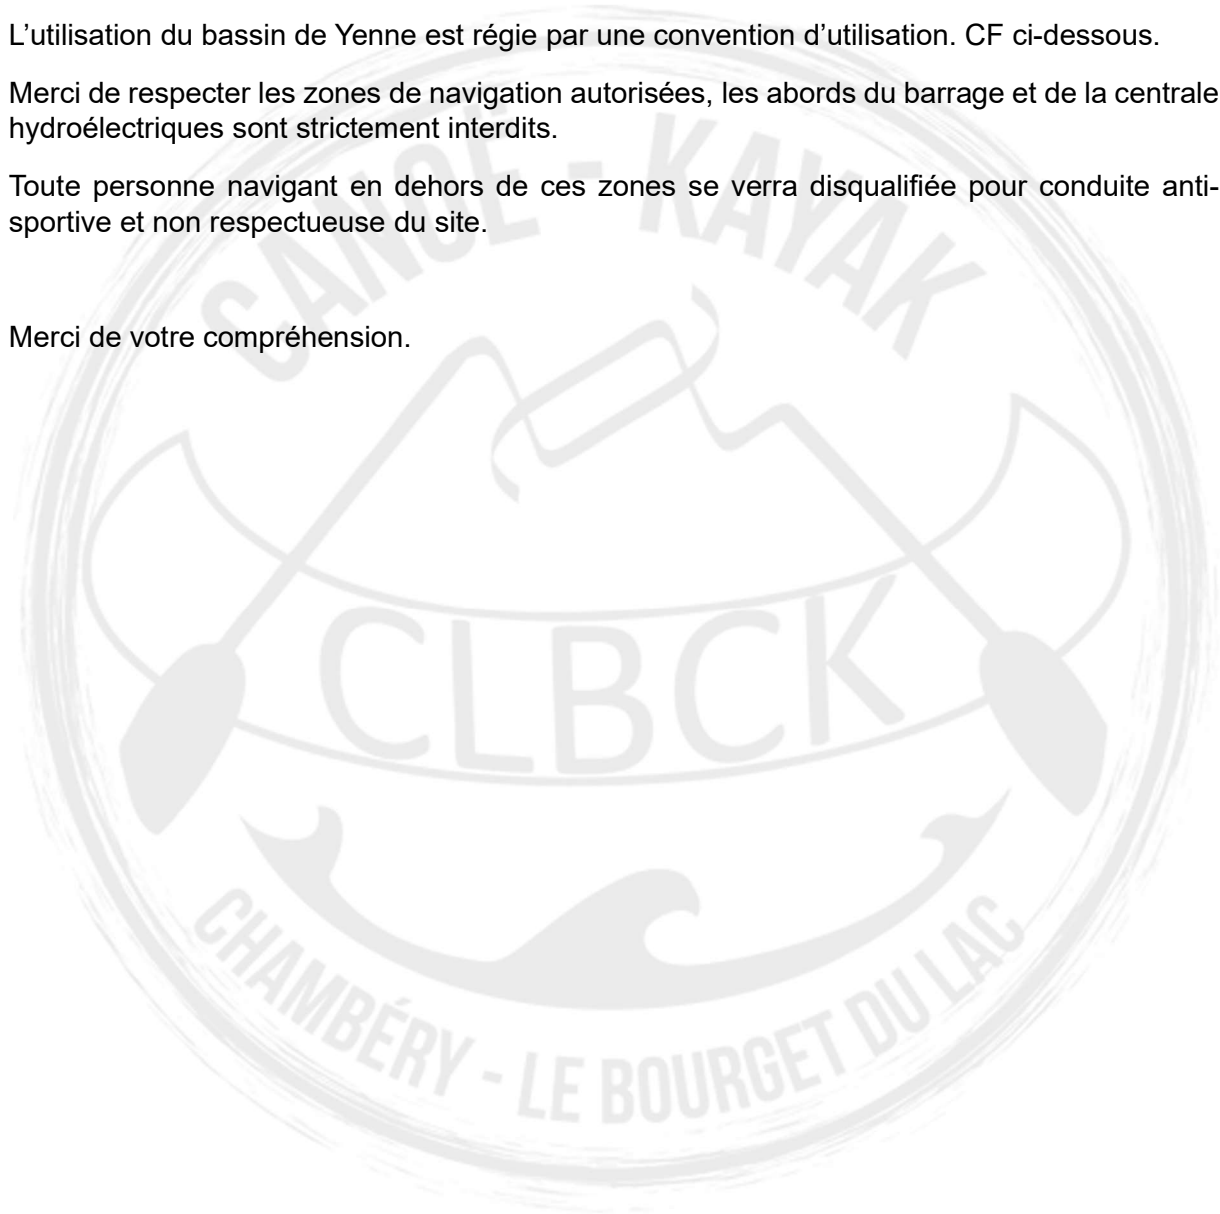 L’utilisation du bassin de Yenne est régie par une convention d’utilisation. CF ci-dessous.
Merci de respecter les zones de navigation autorisées, les abords du barrage et de la centrale
hydroélectriques sont strictement interdits.
Toute personne navigant en dehors de ces zones se verra disqualifiée pour conduite anti-
sportive et non respectueuse du site.
Merci de votre compréhension.
CANOË - KAYAK
CLBCK
CHAMBÉRY - LE BOURGET DU LAC